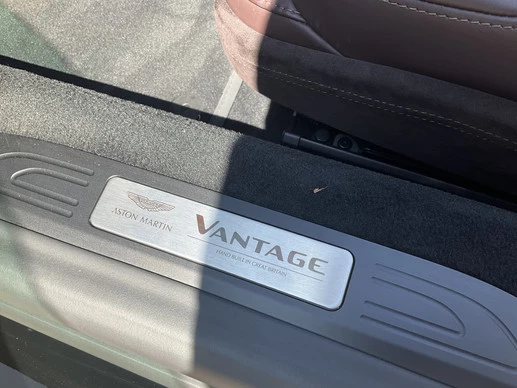 ASTON MARTIN
VANTAGE
HAND BUILT IN GREAT BRITAIN